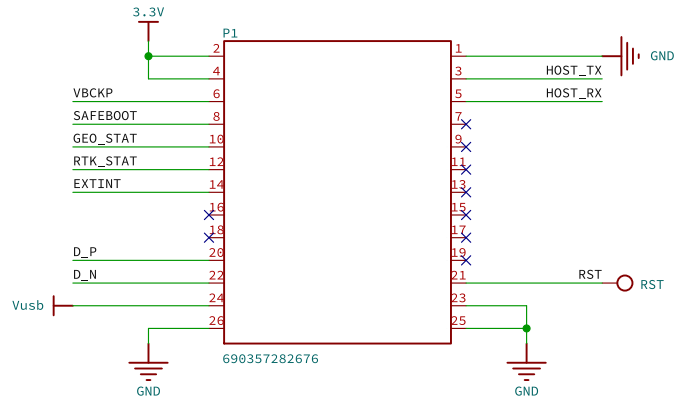 3.3V
P1
2 1 GND
4 3 HOST_TX
VBCKP 6 5 HOST_RX
SAFEBOOT 8 7
GEO_STAT 10 9
RTK_STAT 12 11
EXTINT 14 13
16 15
18 17
D_P 20 19
D_N 22 21 RST RST
Vusb 24 23
26 25
690357282676
GND GND